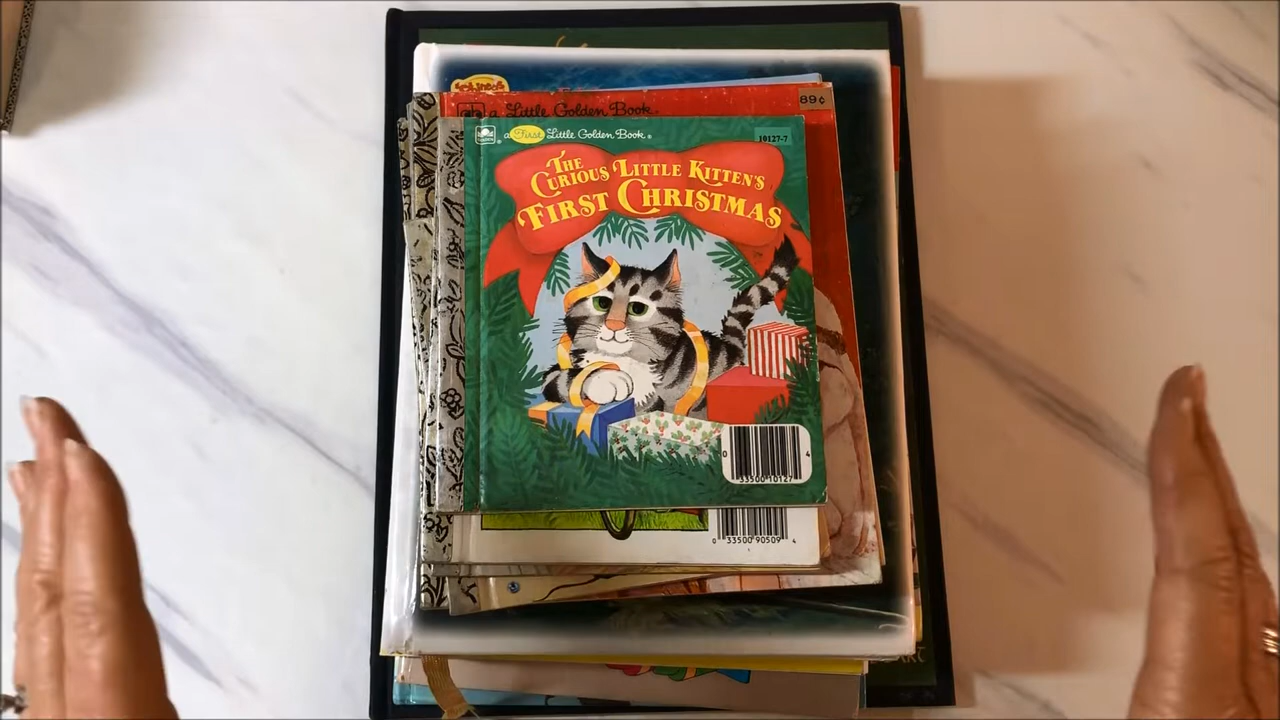 a Little Golden Book®
89¢
a First Little Golden Book®
10127-7
THE
CURIOUS LITTLE KITTEN'S
FIRST CHRISTMAS
0 33500 10127 4
0 33500 90509 4